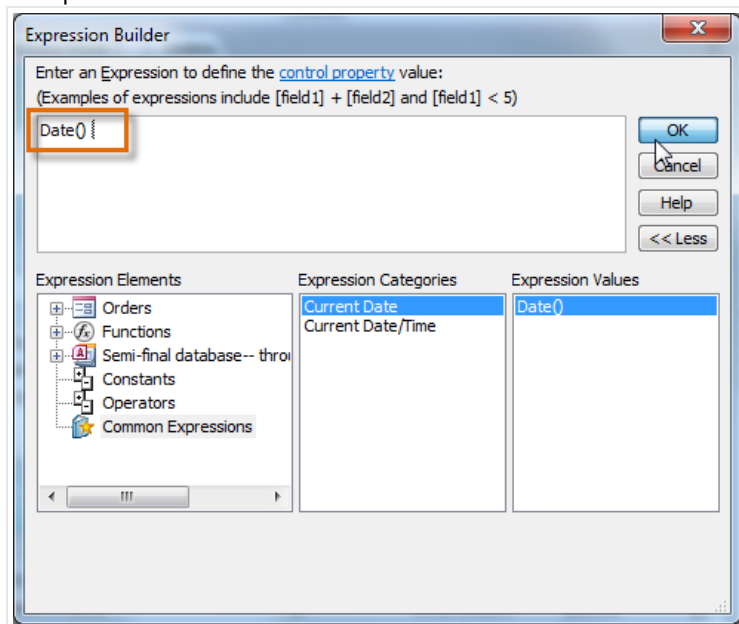 Expression Builder
Enter an Expression to define the control property value:
(Examples of expressions include [field1] + [field2] and [field1] < 5)
Date()
OK
Cancel
Help
<< Less
Expression Elements
Expression Categories
Expression Values
Orders
Functions
Semi-final database-- throu
Constants
Operators
Common Expressions
Current Date
Current Date/Time
Date()